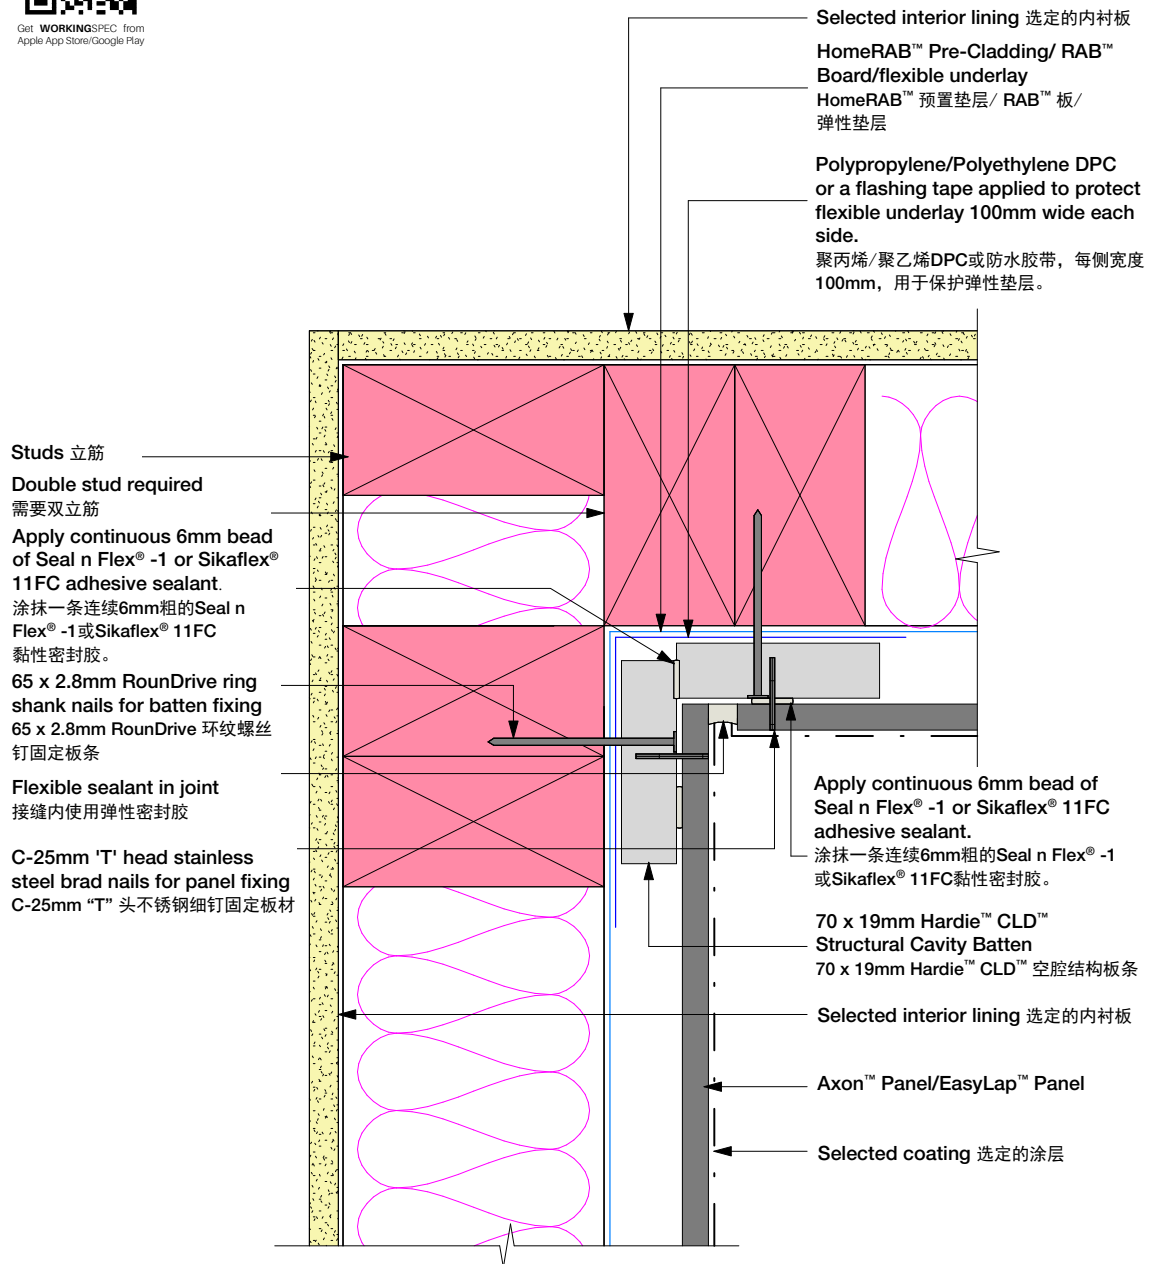 Get WORKINGSPEC from
Apple App Store/Google Play
Selected interior lining 选定的内衬板
HomeRAB™ Pre-Cladding/ RAB™
Board/flexible underlay
HomeRAB™ 预置垫层/ RAB™ 板/
弹性垫层
Polypropylene/Polyethylene DPC
or a flashing tape applied to protect
flexible underlay 100mm wide each
side.
聚丙烯/聚乙烯DPC或防水胶带，每侧宽度
100mm，用于保护弹性垫层。
Studs 立筋
Double stud required
需要双立筋
Apply continuous 6mm bead
of Seal n Flex® -1 or Sikaflex®
11FC adhesive sealant.
涂抹一条连续6mm粗的Seal n
Flex® -1或Sikaflex® 11FC
黏性密封胶。
65 x 2.8mm RounDrive ring
shank nails for batten fixing
65 x 2.8mm RounDrive 环纹螺丝
钉固定板条
Flexible sealant in joint
接缝内使用弹性密封胶
C-25mm 'T' head stainless
steel brad nails for panel fixing
C-25mm “T” 头不锈钢细钉固定板材
Apply continuous 6mm bead of
Seal n Flex® -1 or Sikaflex® 11FC
adhesive sealant.
涂抹一条连续6mm粗的Seal n Flex® -1
或Sikaflex® 11FC黏性密封胶。
70 x 19mm Hardie™ CLD™
Structural Cavity Batten
70 x 19mm Hardie™ CLD™ 空腔结构板条
Selected interior lining 选定的内衬板
Axon™ Panel/EasyLap™ Panel
Selected coating 选定的涂层